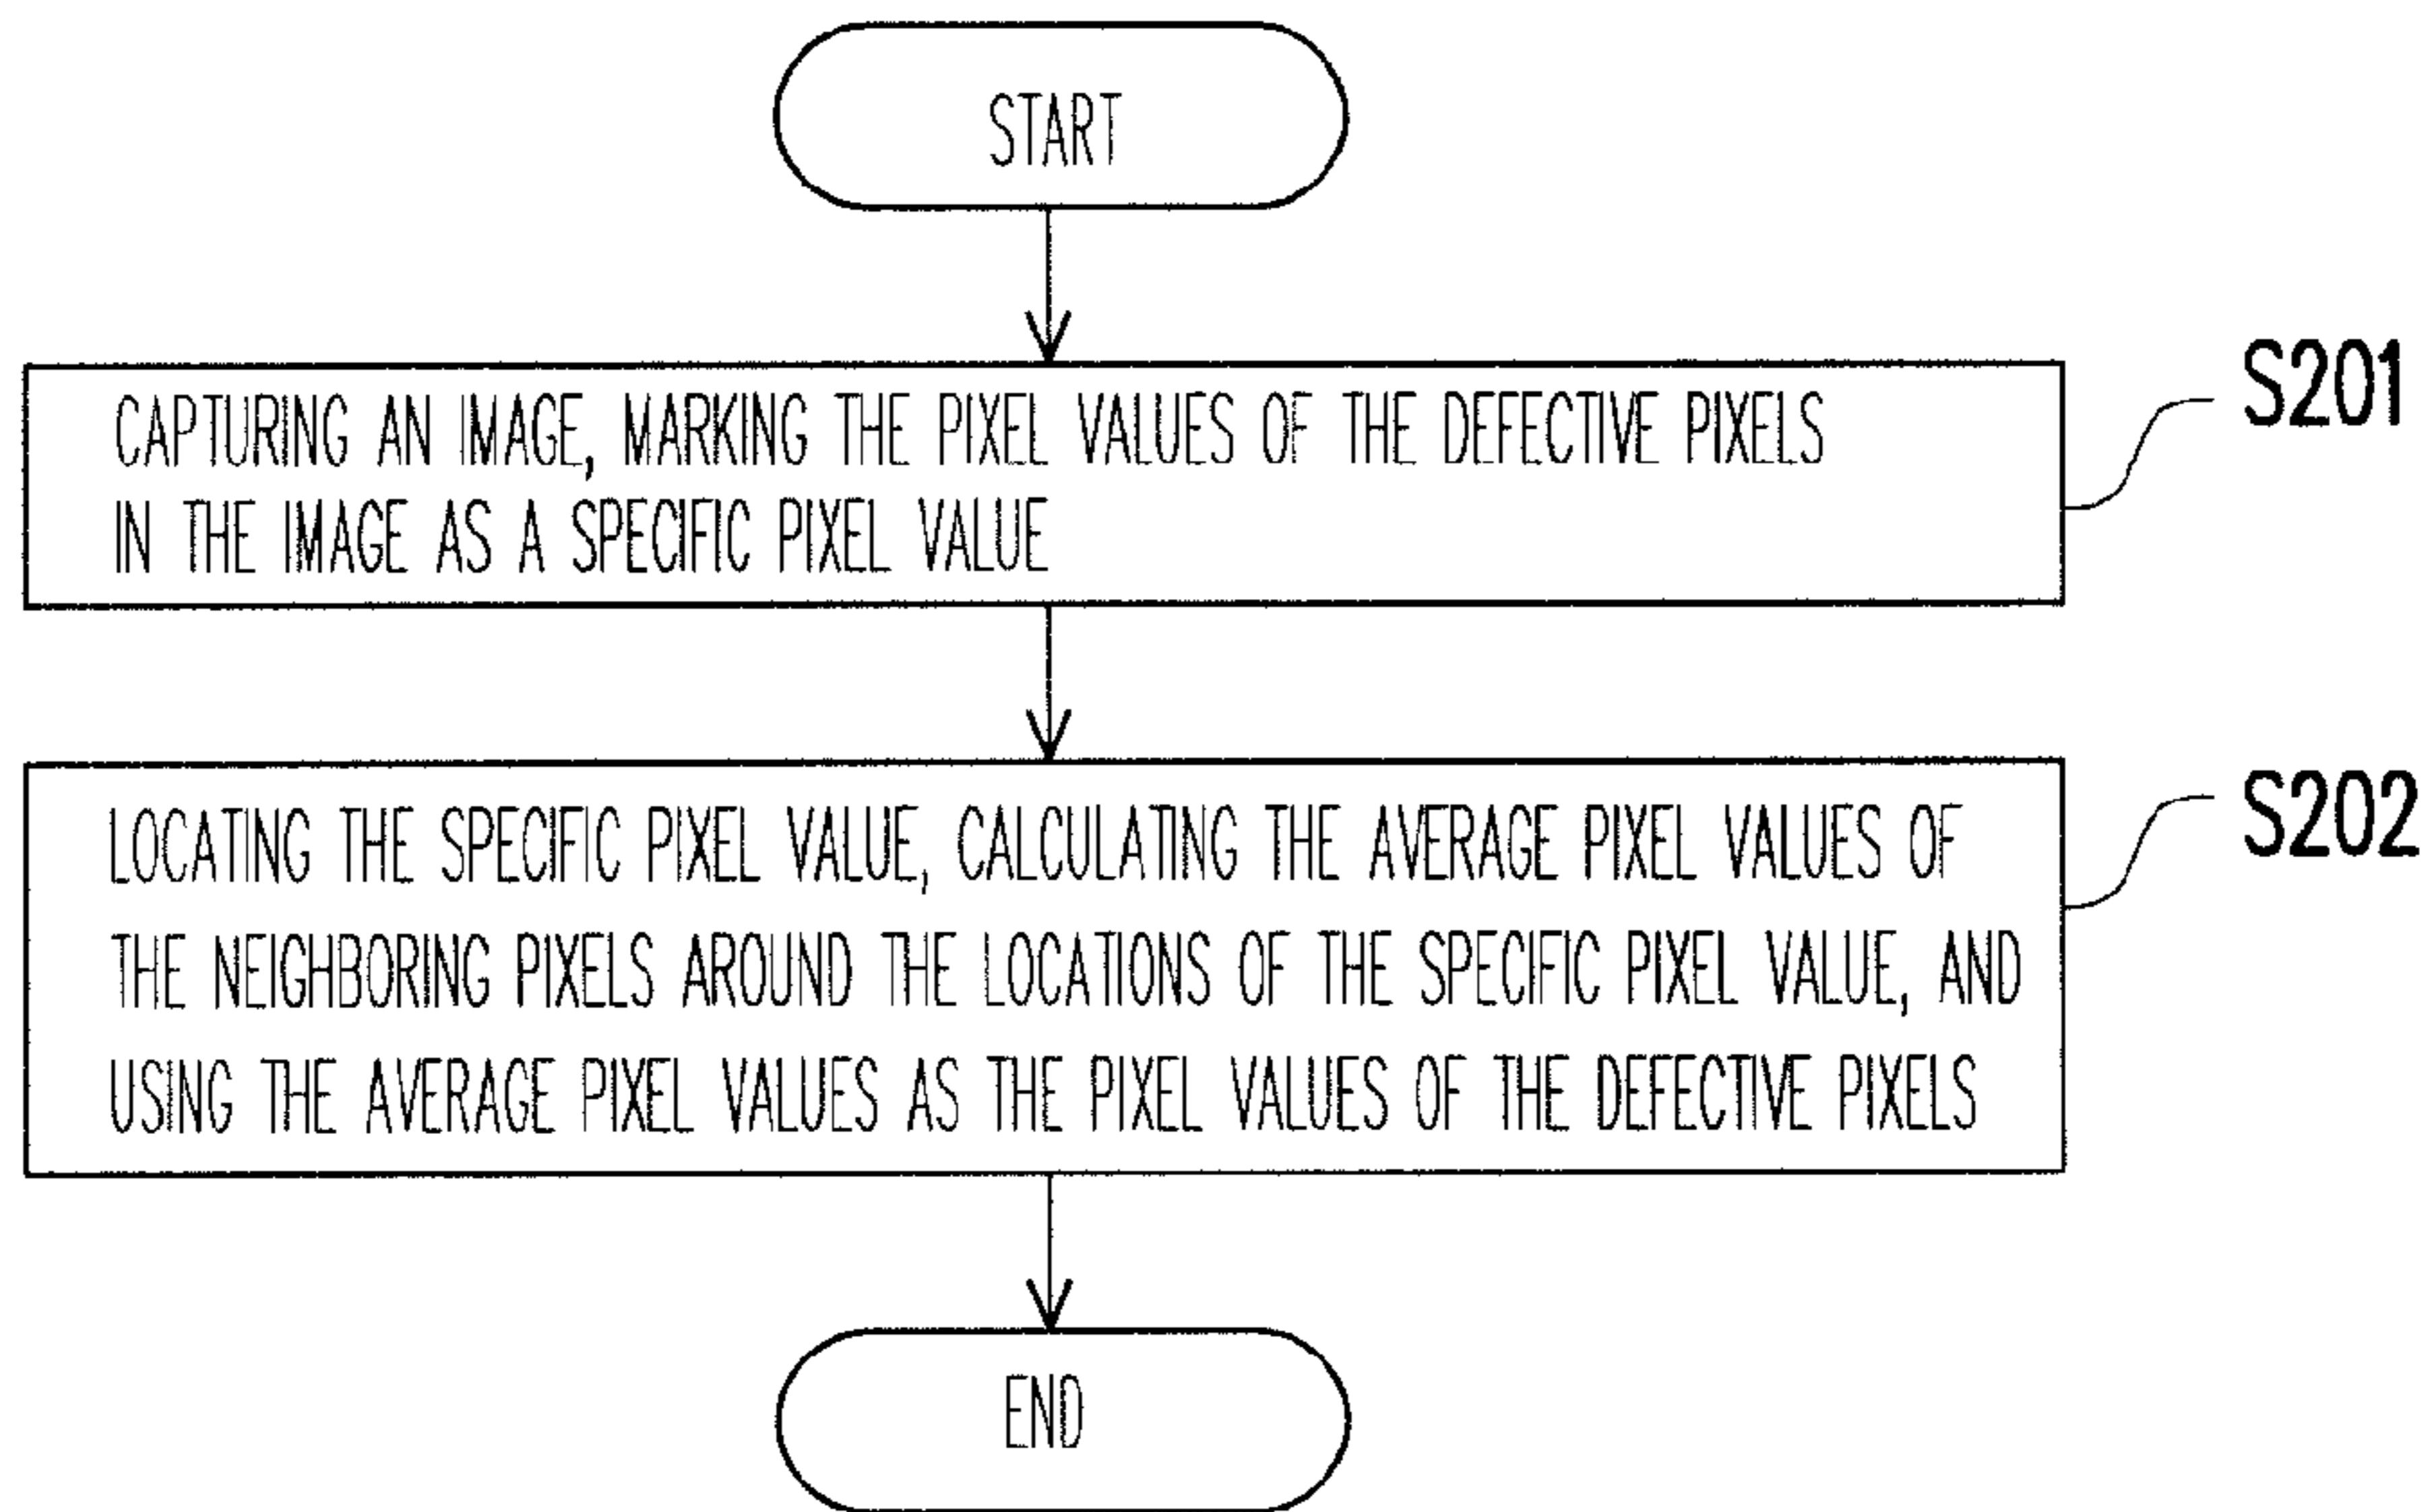 START
CAPTURING AN IMAGE, MARKING THE PIXEL VALUES OF THE DEFECTIVE PIXELS
IN THE IMAGE AS A SPECIFIC PIXEL VALUE
S201
LOCATING THE SPECIFIC PIXEL VALUE, CALCULATING THE AVERAGE PIXEL VALUES OF
THE NEIGHBORING PIXELS AROUND THE LOCATIONS OF THE SPECIFIC PIXEL VALUE, AND
USING THE AVERAGE PIXEL VALUES AS THE PIXEL VALUES OF THE DEFECTIVE PIXELS
S202
END